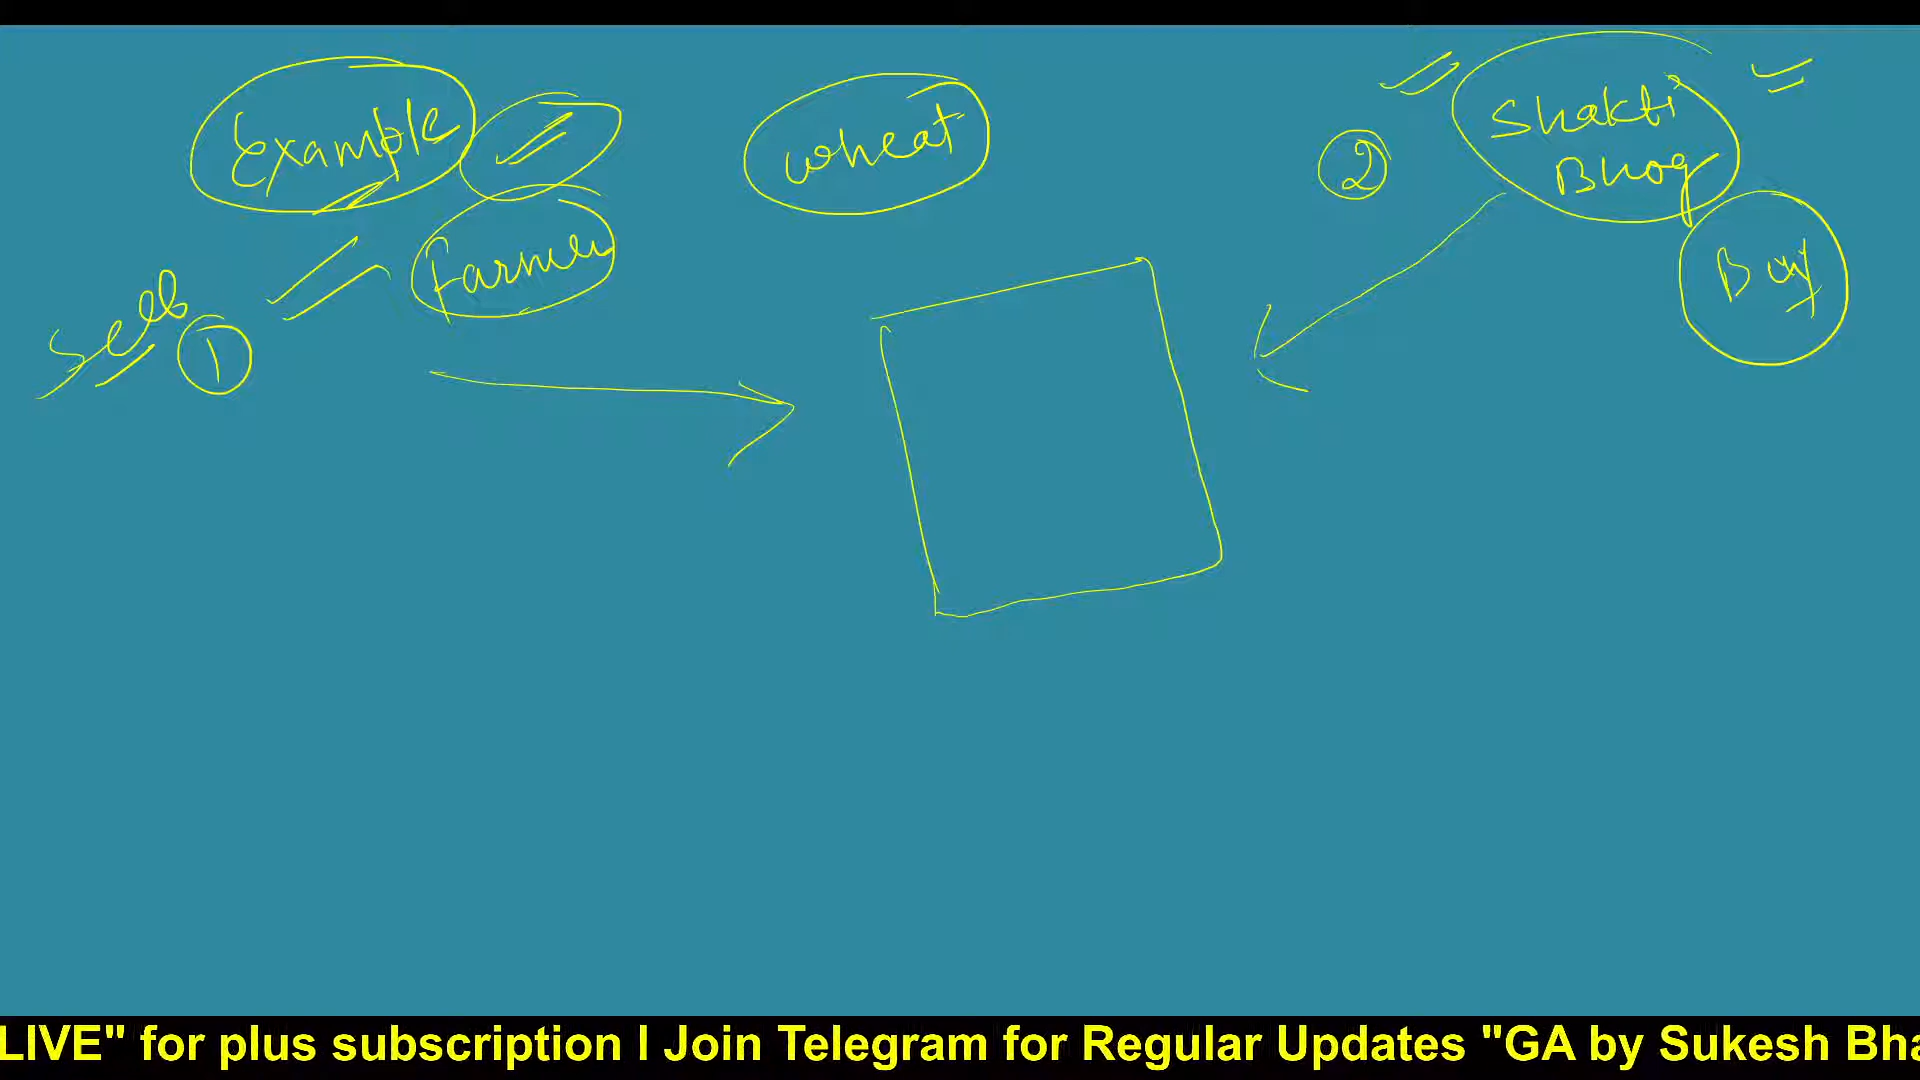 Example
wheat
Shakti
Bhog
2
Farmer
Buy
Sell
1
LIVE" for plus subscription I Join Telegram for Regular Updates "GA by Sukesh Bha